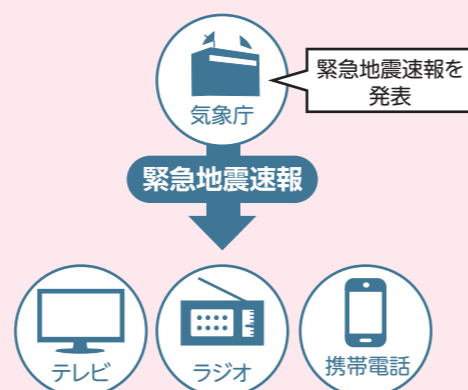 緊急地震速報を
発表
気象庁
緊急地震速報
テレビ
ラジオ
携帯電話